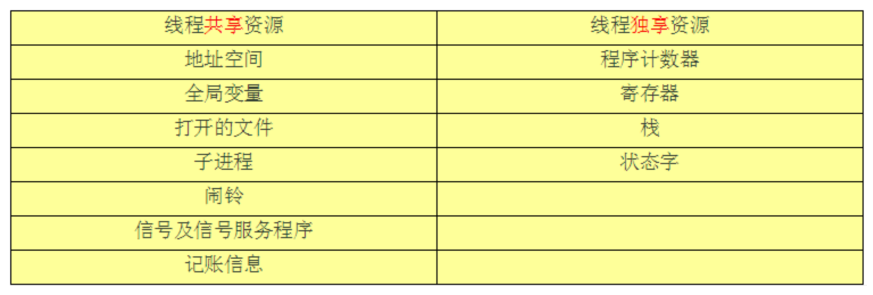 线程共享资源 线程独享资源
地址空间 程序计数器
全局变量 寄存器
打开的文件 栈
子进程 状态字
闹铃
信号及信号服务程序
记账信息